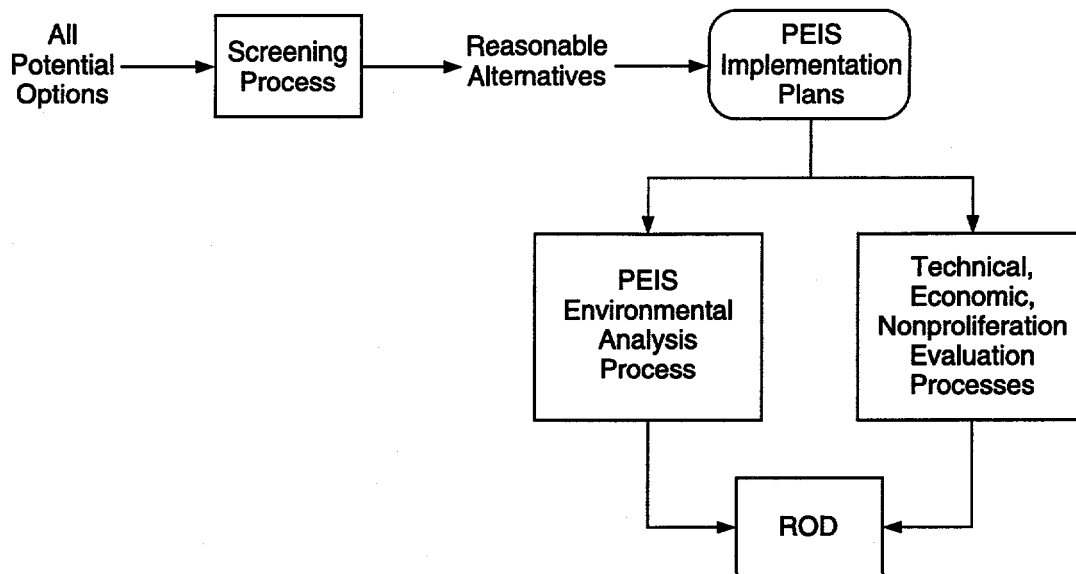 All
Potential
Options
Screening
Process
Reasonable
Alternatives
PEIS
Implementation
Plans
PEIS
Environmental
Analysis
Process
Technical,
Economic,
Nonproliferation
Evaluation
Processes
ROD